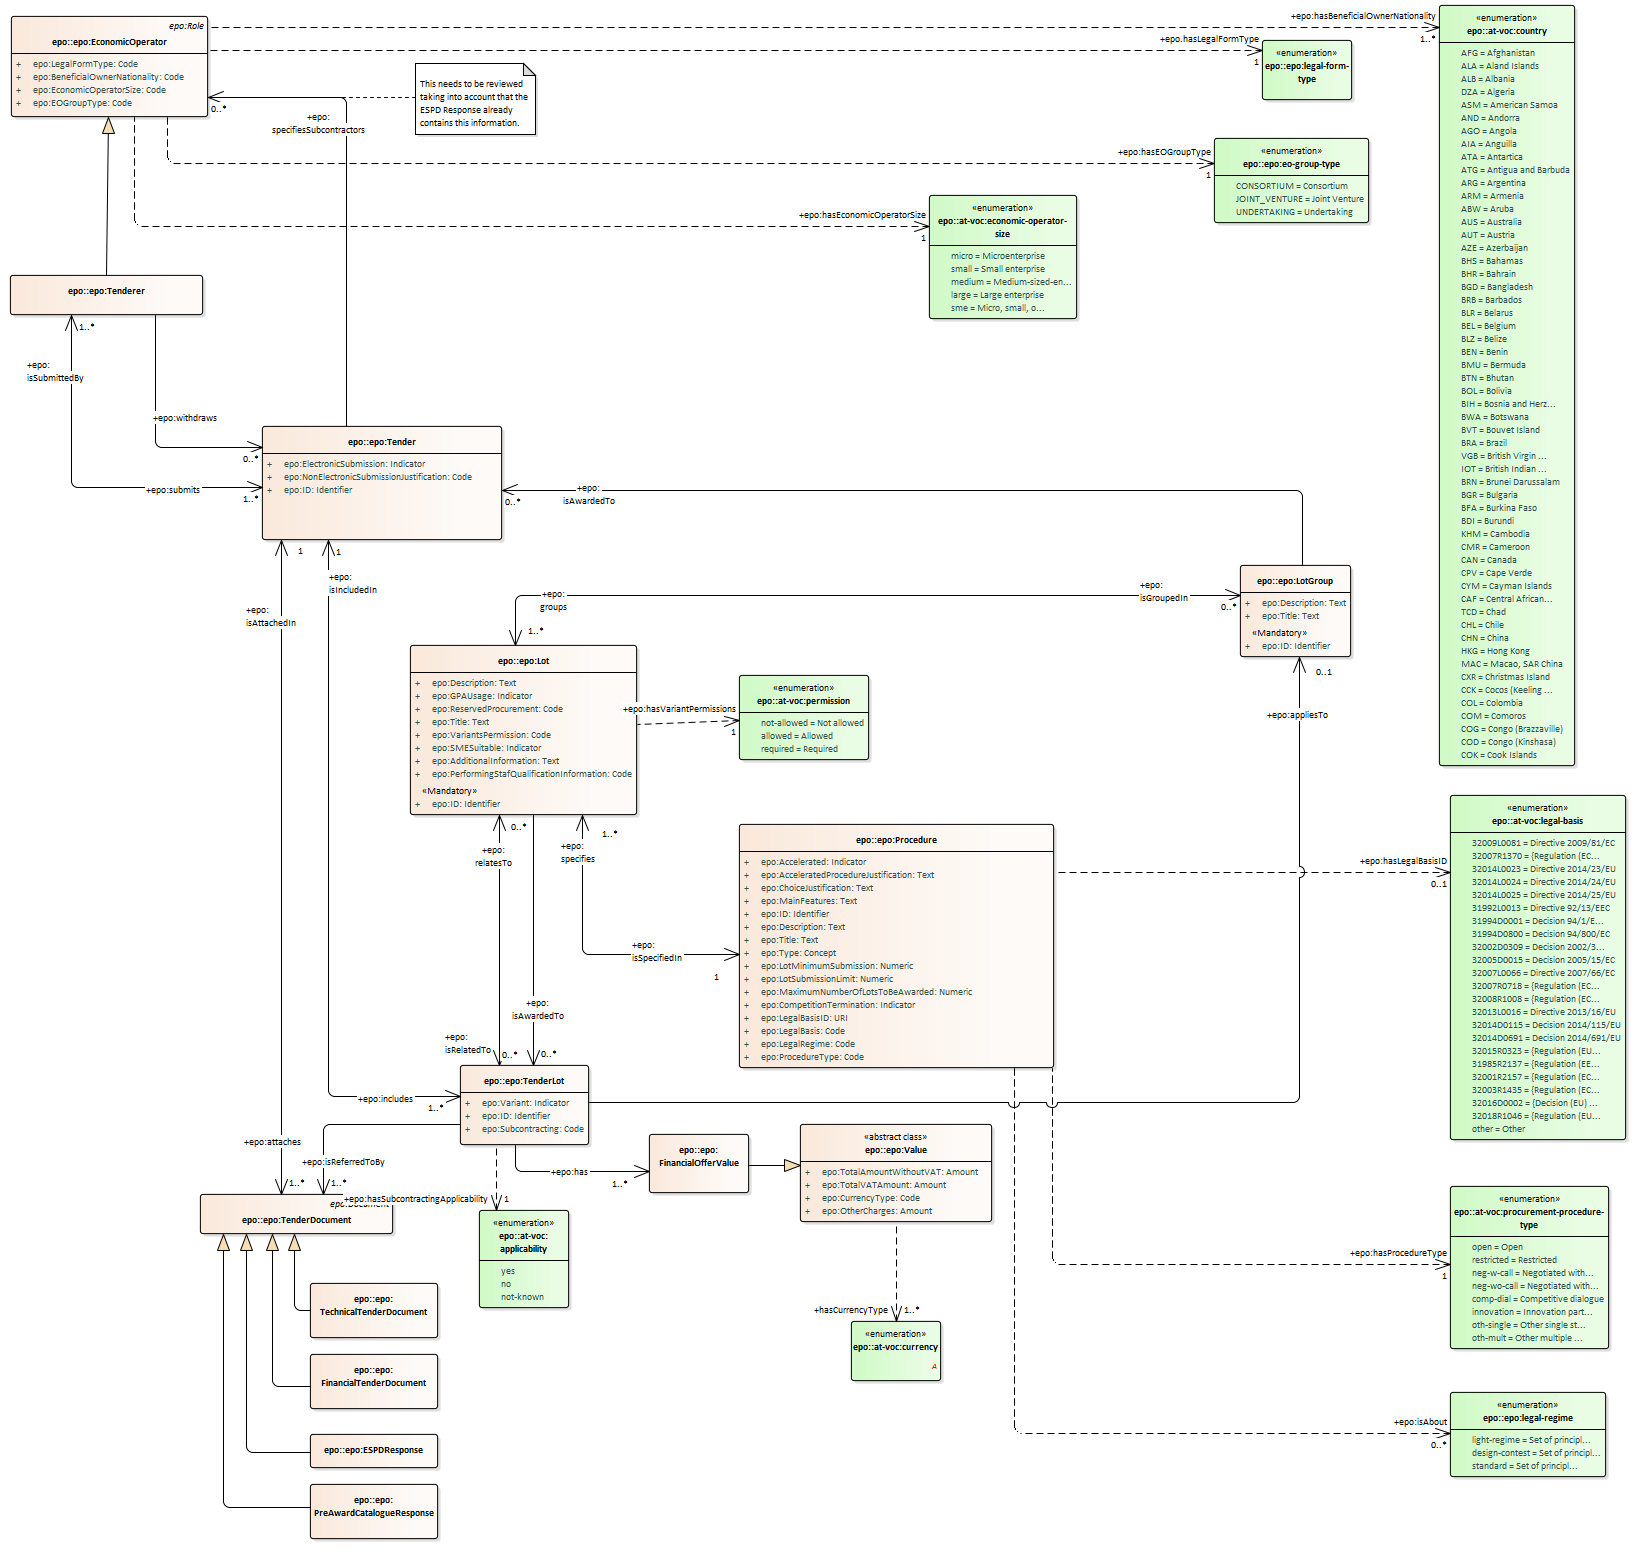 epo:Role
epo::epo:EconomicOperator
+ epo:LegalFormType: Code
+ epo:BeneficialOwnerNationality: Code
+ epo:EconomicOperatorSize: Code
+ epo:EOGroupType: Code
This needs to be reviewed
taking into account that the
ESPD Response already
contains this information.
+epo:hasBeneficialOwnerNationality
1..*
+epo.hasLegalFormType
1
«enumeration»
epo::epo:legal-form-
type
+epo:hasEOGroupType
1
«enumeration»
epo::epo:eo-group-type
CONSORTIUM = Consortium
JOINT_VENTURE = Joint Venture
UNDERTAKING = Undertaking
+epo:hasEconomicOperatorSize
1
«enumeration»
epo::at-voc:economic-operator-
size
micro = Microenterprise
small = Small enterprise
medium = Medium-sized-en...
large = Large enterprise
sme = Micro, small, o...
«enumeration»
epo::at-voc:country
AFG = Afghanistan
ALA = Aland Islands
ALB = Albania
DZA = Algeria
ASM = American Samoa
AND = Andorra
AGO = Angola
AIA = Anguilla
ATA = Antartica
ATG = Antigua and Barbuda
ARG = Argentina
ARM = Armenia
ABW = Aruba
AUS = Australia
AUT = Austria
AZE = Azerbaijan
BHS = Bahamas
BHR = Bahrain
BGD = Bangladesh
BRB = Barbados
BLR = Belarus
BEL = Belgium
BLZ = Belize
BEN = Benin
BMU = Bermuda
BTN = Bhutan
BOL = Bolivia
BIH = Bosnia and Herz...
BWA = Botswana
BVT = Bouvet Island
BRA = Brazil
VGB = British Virgin ...
IOT = British Indian ...
BRN = Brunei Darussalam
BGR = Bulgaria
BFA = Burkina Faso
BDI = Burundi
KHM = Cambodia
CMR = Cameroon
CAN = Canada
CPV = Cape Verde
CYM = Cayman Islands
CAF = Central African...
TCD = Chad
CHL = Chile
CHN = China
HKG = Hong Kong
MAC = Macao, SAR China
CXR = Christmas Island
CCK = Cocos (Keeling ...
COL = Colombia
COM = Comoros
COG = Congo (Brazzaville)
COD = Congo (Kinshasa)
COK = Cook Islands
0..*
+epo:
specifiesSubcontractors
epo::epo:Tenderer
1..*
+epo:
isSubmittedBy
+epo:withdraws
0..*
+epo:submits
1..*
epo::epo:Tender
+ epo:ElectronicSubmission: Indicator
+ epo:NonElectronicSubmissionJustification: Code
+ epo:ID: Identifier
+epo:
isAwardedTo
0..*
1
1
+epo:
isIncludedIn
+epo:
isAttachedIn
+epo:
groups
1..*
+epo:
isGroupedIn
0..*
epo::epo:LotGroup
+ epo:Description: Text
+ epo:Title: Text
«Mandatory»
+ epo:ID: Identifier
0..1
+epo:appliesTo
epo::epo:Lot
+ epo:Description: Text
+ epo:GPAUsage: Indicator
+ epo:ReservedProcurement: Code
+ epo:Title: Text
+ epo:VariantsPermission: Code
+ epo:SMESuitable: Indicator
+ epo:AdditionalInformation: Text
+ epo:PerformingStafQualificationInformation: Code
«Mandatory»
+ epo:ID: Identifier
+epo:hasVariantPermissions
1
«enumeration»
epo::at-voc:permission
not-allowed = Not allowed
allowed = Allowed
required = Required
0..*
+epo:
relatesTo
1..*
+epo:
specifies
+epo:
isSpecifiedIn
1
epo::epo:Procedure
+ epo:Accelerated: Indicator
+ epo:AcceleratedProcedureJustification: Text
+ epo:ChoiceJustification: Text
+ epo:MainFeatures: Text
+ epo:ID: Identifier
+ epo:Description: Text
+ epo:Title: Text
+ epo:Type: Concept
+ epo:LotMinimumSubmission: Numeric
+ epo:LotSubmissionLimit: Numeric
+ epo:MaximumNumberOfLotsToBeAwarded: Numeric
+ epo:CompetitionTermination: Indicator
+ epo:LegalBasisID: URI
+ epo:LegalBasis: Code
+ epo:LegalRegime: Code
+ epo:ProcedureType: Code
+epo:hasLegalBasisID
0..1
«enumeration»
epo::at-voc:legal-basis
32009L0081 = Directive 2009/81/EC
32007R1370 = {Regulation (EC...
32014L0023 = Directive 2014/23/EU
32014L0024 = Directive 2014/24/EU
32014L0025 = Directive 2014/25/EU
31992L0013 = Directive 92/13/EEC
31994D0001 = Decision 94/1/E...
31994D0800 = Decision 94/800/EC
32002D0309 = Decision 2002/3...
32005D0015 = Decision 2005/15/EC
32007L0066 = Directive 2007/66/EC
32007R0718 = {Regulation (EC...
32008R1008 = {Regulation (EC...
32013L0016 = Directive 2013/16/EU
32014D0115 = Decision 2014/115/EU
32014D0691 = Decision 2014/691/EU
32015R0323 = {Regulation (EU...
31985R2137 = {Regulation (EE...
32001R2157 = {Regulation (EC...
32003R1435 = {Regulation (EC...
32016D0002 = {Decision (EU) ...
32018R1046 = {Regulation (EU...
other = Other
+epo:
isAwardedTo
0..*
+epo:
isRelatedTo
0..*
+epo:includes
1..*
epo::epo:TenderLot
+ epo:Variant: Indicator
+ epo:ID: Identifier
+ epo:Subcontracting: Code
+epo:attaches
1..*
+epo:isReferredToBy
1..*
+epo:has
1..*
epo::epo:
FinancialOfferValue
«abstract class»
epo::epo:Value
+ epo:TotalAmountWithoutVAT: Amount
+ epo:TotalVATAmount: Amount
+ epo:CurrencyType: Code
+ epo:OtherCharges: Amount
+epo:hasSubcontractingApplicability
1
epo:Document
epo::epo:TenderDocument
«enumeration»
epo::at-voc:
applicability
yes
no
not-known
+hasCurrencyType
1..*
«enumeration»
epo::at-voc:currency
A
+epo:hasProcedureType
1
«enumeration»
epo::at-voc:procurement-procedure-
type
open = Open
restricted = Restricted
neg-w-call = Negotiated with...
neg-wo-call = Negotiated with...
comp-dial = Competitive dialogue
innovation = Innovation part...
oth-single = Other single st...
oth-mult = Other multiple ...
+epo:isAbout
0..*
«enumeration»
epo::epo:legal-regime
light-regime = Set of principl...
design-contest = Set of principl...
standard = Set of principl...
epo::epo:
TechnicalTenderDocument
epo::epo:
FinancialTenderDocument
epo::epo:ESPDResponse
epo::epo:
PreAwardCatalogueResponse